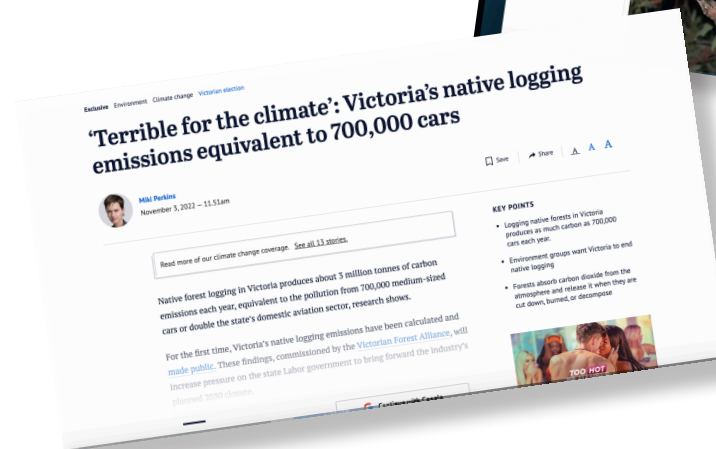 Exclusive Environment Climate change Victorian election
'Terrible for the climate': Victoria's native logging
emissions equivalent to 700,000 cars
Save Share A A A
Miki Perkins
November 3, 2022 — 11.51am
Read more of our climate change coverage. See all 13 stories.
Native forest logging in Victoria produces about 3 million tonnes of carbon
emissions each year, equivalent to the pollution from 700,000 medium-sized
cars or double the state's domestic aviation sector, research shows.
For the first time, Victoria's native logging emissions have been calculated and
made public. These findings, commissioned by the Victorian Forest Alliance, will
increase pressure on the state Labor government to bring forward the industry's
planned 2030 closure.
KEY POINTS
• Logging native forests in Victoria
produces as much carbon as 700,000
cars each year.
• Environment groups want Victoria to end
native logging
• Forests absorb carbon dioxide from the
atmosphere and release it when they are
cut down, burned, or decompose
TOO HOT